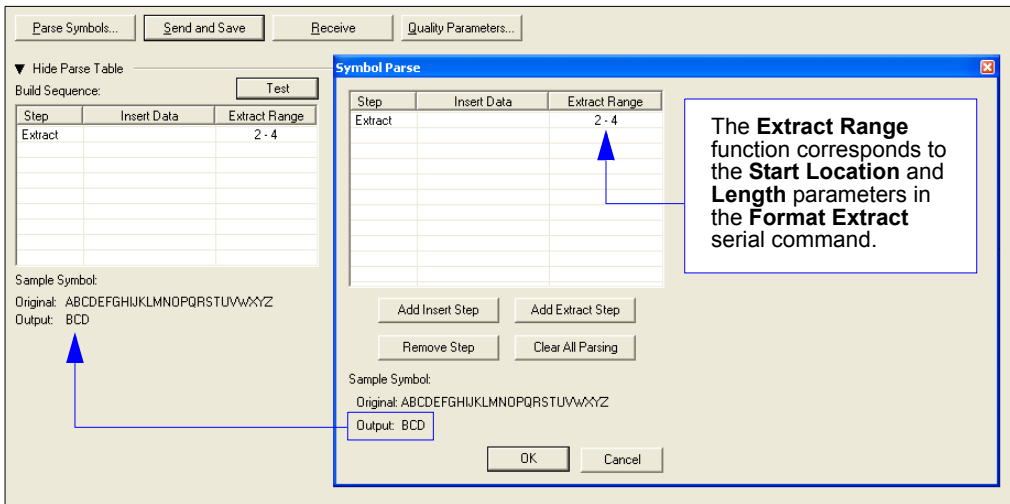 Parse Symbols...
Send and Save
Receive
Quality Parameters...
Hide Parse Table
Build Sequence:
Test
Step Insert Data Extract Range
Extract 2 - 4
Sample Symbol:
Original: ABCDEFGHIJKLMNOPQRSTUVWXYZ
Output: BCD
Symbol Parse
Step Insert Data Extract Range
Extract 2 - 4
Add Insert Step
Add Extract Step
Remove Step
Clear All Parsing
Sample Symbol:
Original: ABCDEFGHIJKLMNOPQRSTUVWXYZ
Output: BCD
OK
Cancel
The Extract Range
function corresponds to
the Start Location and
Length parameters in
the Format Extract
serial command.